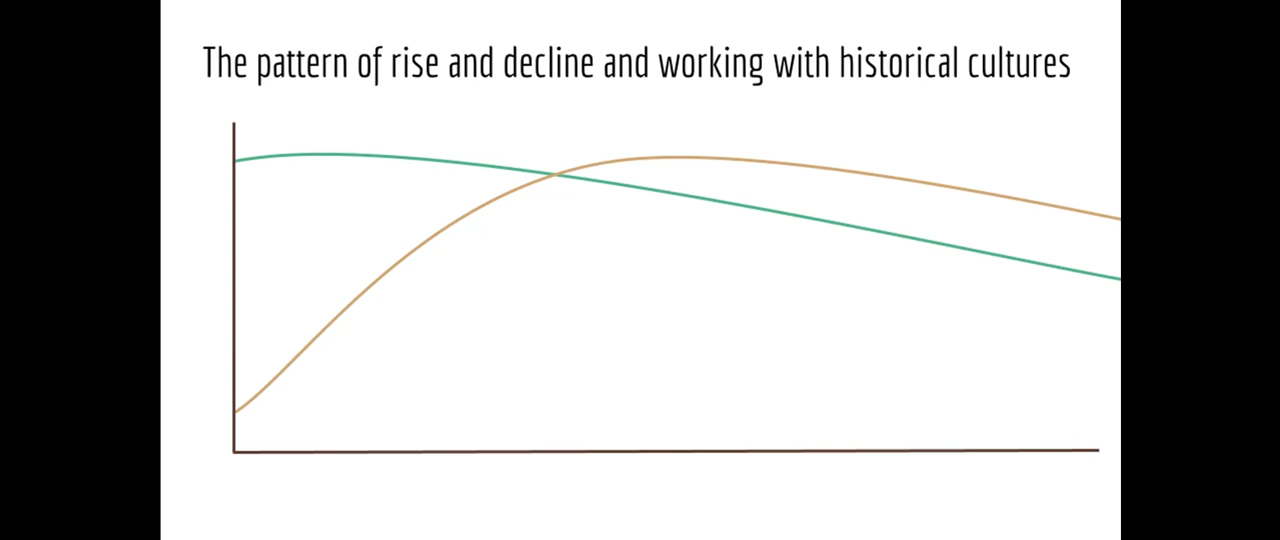 The pattern of rise and decline and working with historical cultures